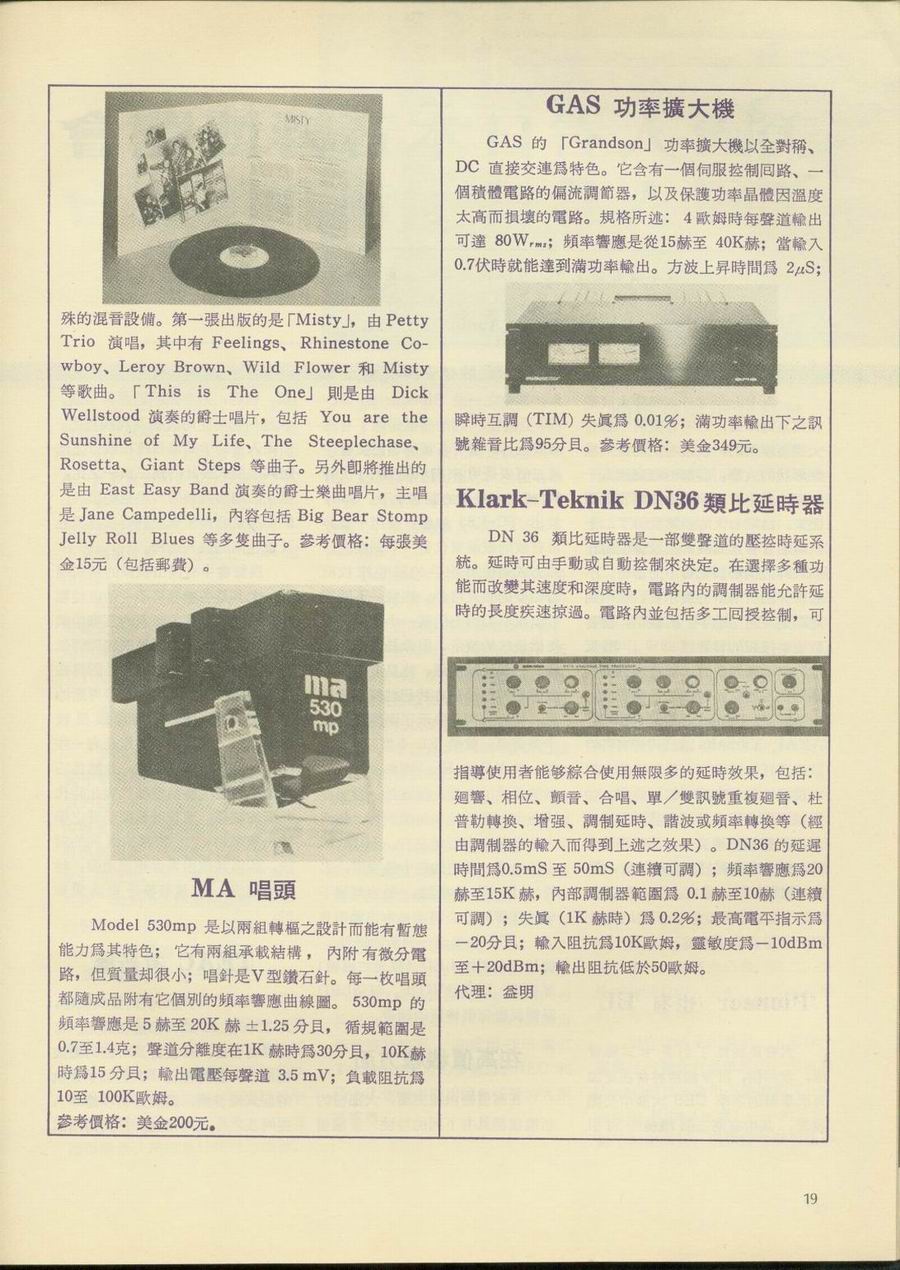 MISTY
殊的混音設備。第一張出版的是「Misty」，由 Petty
Trio 演唱，其中有 Feelings、Rhinestone Co-
wboy、Leroy Brown、Wild Flower 和 Misty
等歌曲。「This is The One」則是由 Dick
Wellstood 演奏的爵士唱片，包括 You are the
Sunshine of My Life、The Steeplechase、
Rosetta、Giant Steps 等曲子。另外即將推出的
是由 East Easy Band 演奏的爵士樂曲唱片，主唱
是 Jane Campedelli，內容包括 Big Bear Stomp
Jelly Roll Blues 等多隻曲子。參考價格：每張美
金15元（包括郵費）。
ma
530
mp
MA 唱頭
Model 530mp 是以兩組轉樞之設計而能有暫態
能力爲其特色；它有兩組承載結構，內附有微分電
路，但質量却很小；唱針是V型鑽石針。每一枚唱頭
都隨成品附有它個別的頻率響應曲線圖。530mp 的
頻率響應是 5 赫至 20K 赫 ±1.25 分貝，循規範圍是
0.7至1.4克；聲道分離度在1K 赫時爲30分貝，10K赫
時爲15 分貝；輸出電壓每聲道 3.5 mV；負載阻抗爲
10至 100K歐姆。
參考價格：美金200元。
GAS 功率擴大機
GAS 的「Grandson」功率擴大機以全對稱、
DC 直接交連爲特色。它含有一個伺服控制回路、一
個積體電路的偏流調節器，以及保護功率晶體因溫度
太高而損壞的電路。規格所述：4 歐姆時每聲道輸出
可達 80Wrms；頻率響應是從15赫至 40K赫；當輸入
0.7伏時就能達到滿功率輸出。方波上昇時間爲 2μS；
瞬時互調（TIM）失眞爲 0.01%；滿功率輸出下之訊
號雜音比爲95分貝。參考價格：美金349元。
Klark-Teknik DN36 類比延時器
DN 36 類比延時器是一部雙聲道的壓控時延系
統。延時可由手動或自動控制來決定。在選擇多種功
能而改變其速度和深度時，電路內的調制器能允許延
時的長度疾速掠過。電路內並包括多工回授控制，可
指導使用者能够綜合使用無限多的延時效果，包括：
廻響、相位、顫音、合唱、單／雙訊號重複廻音、杜
普勒轉換、增强、調制延時、諧波或頻率轉換等（經
由調制器的輸入而得到上述之效果）。DN36 的延遲
時間爲0.5mS 至 50mS（連續可調）；頻率響應爲20
赫至15K 赫，內部調制器範圍爲 0.1 赫至10赫（連續
可調）；失眞（1K 赫時）爲 0.2%；最高電平指示爲
－20分貝；輸入阻抗爲10K歐姆，靈敏度爲－10dBm
至＋20dBm；輸出阻抗低於50歐姆。
代理：益明
19